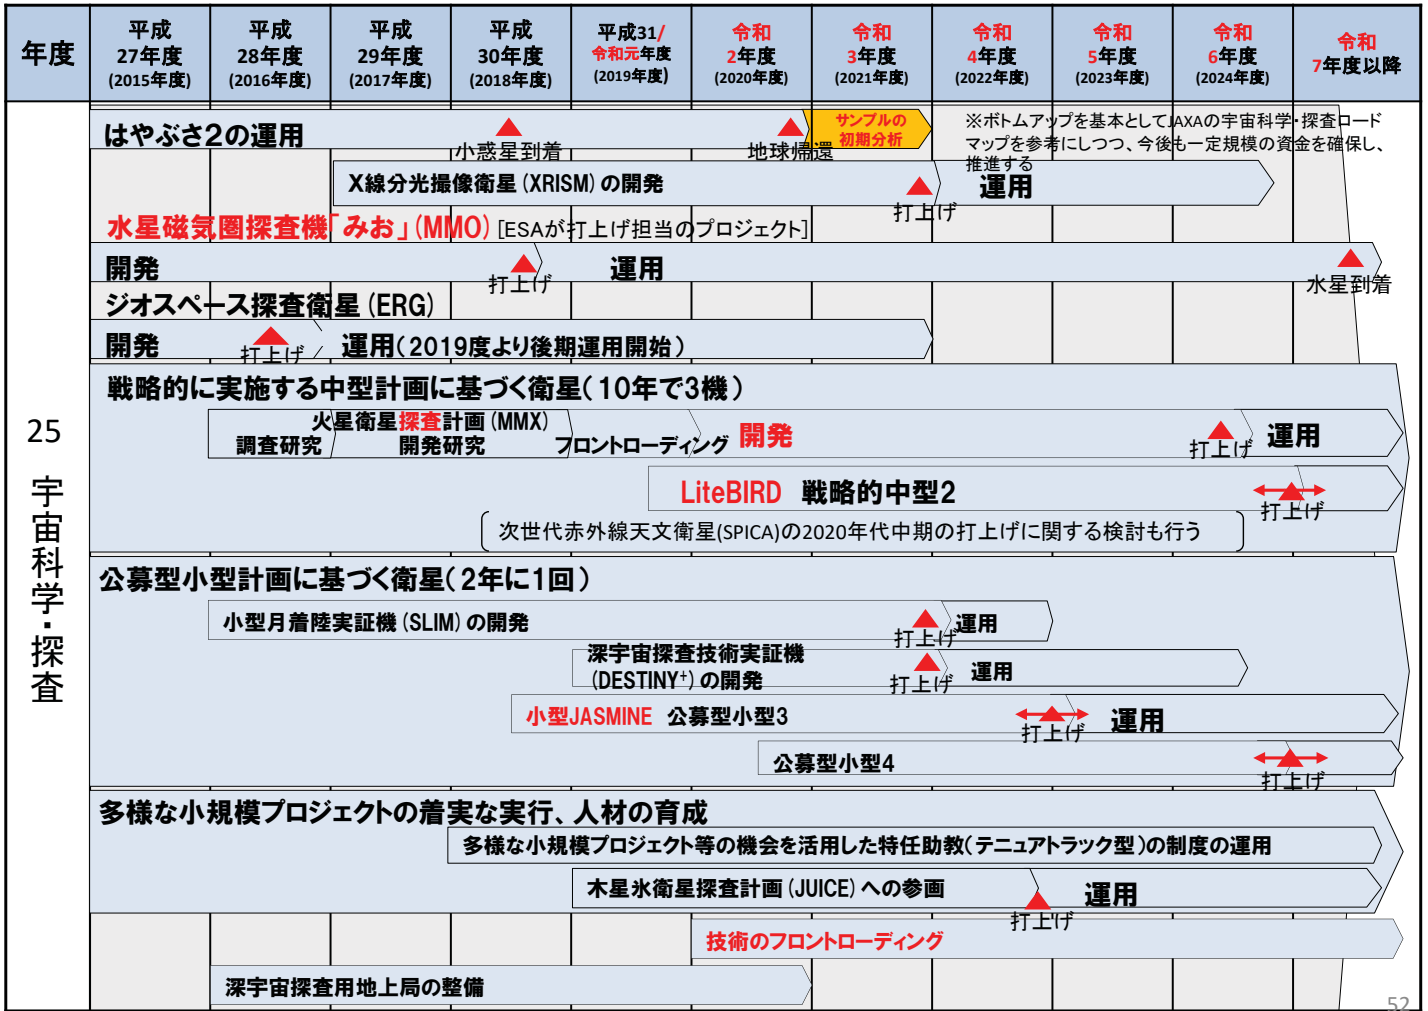 年度
平成
27年度
(2015年度)
平成
28年度
(2016年度)
平成
29年度
(2017年度)
平成
30年度
(2018年度)
平成31/
令和元年度
(2019年度)
令和
2年度
(2020年度)
令和
3年度
(2021年度)
令和
4年度
(2022年度)
令和
5年度
(2023年度)
令和
6年度
(2024年度)
令和
7年度以降
25 宇宙科学・探査
はやぶさ2の運用
小惑星到着
地球帰還
サンプルの
初期分析
※ボトムアップを基本としてJAXAの宇宙科学・探査ロード
マップを参考にしつつ、今後も一定規模の資金を確保し、
推進する
X線分光撮像衛星(XRISM)の開発
打上げ
運用
水星磁気圏探査機「みお」(MMO) [ESAが打上げ担当のプロジェクト]
開発
打上げ
運用
水星到着
ジオスペース探査衛星(ERG)
開発
打上げ
運用(2019度より後期運用開始)
戦略的に実施する中型計画に基づく衛星(10年で3機)
火星衛星探査計画(MMX)
調査研究
開発研究
フロントローディング
開発
打上げ
運用
LiteBIRD 戦略的中型2
打上げ
次世代赤外線天文衛星(SPICA)の2020年代中期の打上げに関する検討も行う
公募型小型計画に基づく衛星(2年に1回)
小型月着陸実証機(SLIM)の開発
打上げ
運用
深宇宙探査技術実証機
(DESTINY+)の開発
打上げ
運用
小型JASMINE 公募型小型3
打上げ
運用
公募型小型4
打上げ
多様な小規模プロジェクトの着実な実行、人材の育成
多様な小規模プロジェクト等の機会を活用した特任助教(テニュアトラック型)の制度の運用
木星氷衛星探査計画(JUICE)への参画
打上げ
運用
技術のフロントローディング
深宇宙探査用地上局の整備
52